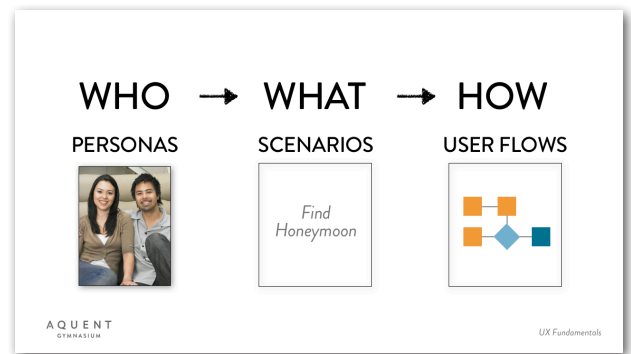 WHO → WHAT → HOW
PERSONAS SCENARIOS USER FLOWS
Find
Honeymoon
AQUENT
GYMNASIUM
UX Fundamentals